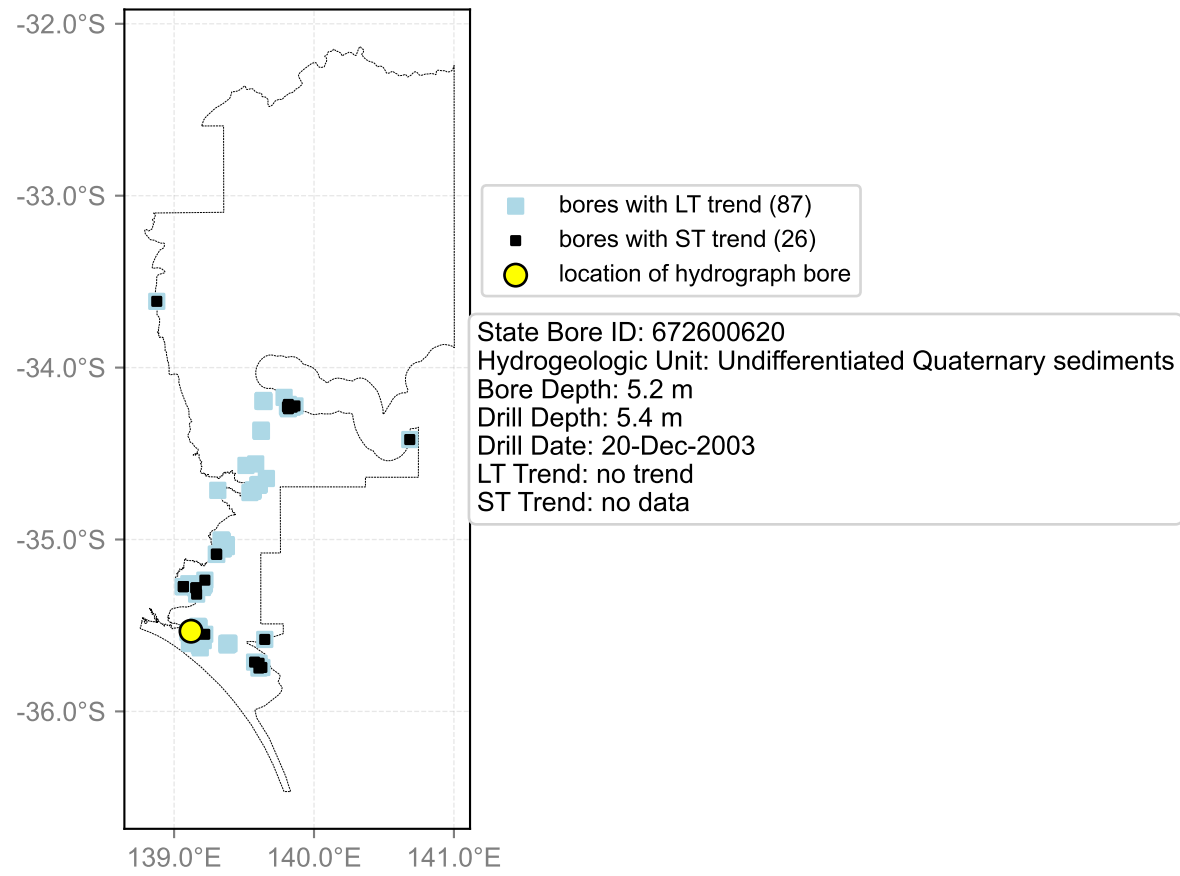 -32.0°S
-33.0°S
-34.0°S
-35.0°S
-36.0°S
139.0°E 140.0°E 141.0°E
bores with LT trend (87)
bores with ST trend (26)
location of hydrograph bore
State Bore ID: 672600620
Hydrogeologic Unit: Undifferentiated Quaternary sediments
Bore Depth: 5.2 m
Drill Depth: 5.4 m
Drill Date: 20-Dec-2003
LT Trend: no trend
ST Trend: no data